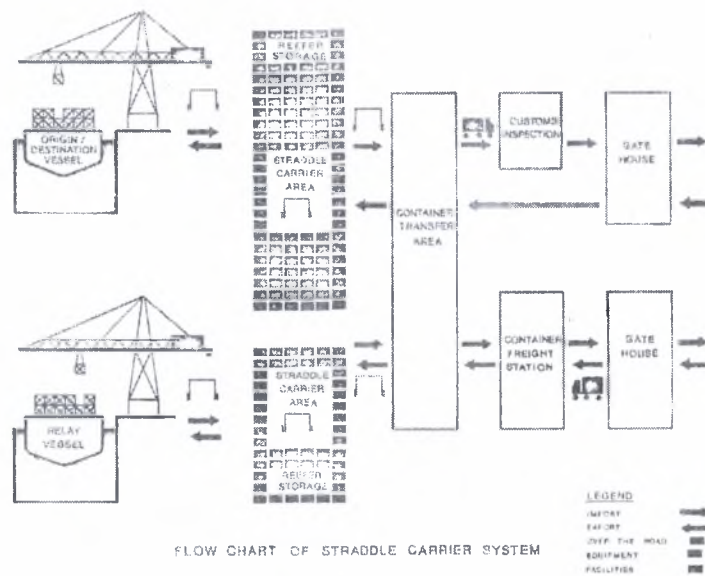 REEFER
STORAGE
ORIGIN /
DESTINATION
VESSEL
STRADDLE
CARRIER
AREA
CONTAINER
TRANSFER
AREA
CUSTOMS
INSPECTION
GATE
HOUSE
RELAY
VESSEL
STRADDLE
CARRIER
AREA
REEFER
STORAGE
CONTAINER
FREIGHT
STATION
GATE
HOUSE
FLOW CHART OF STRADDLE CARRIER SYSTEM
LEGEND
IMPORT
EXPORT
OVER THE ROAD
EQUIPMENT
FACILITIES